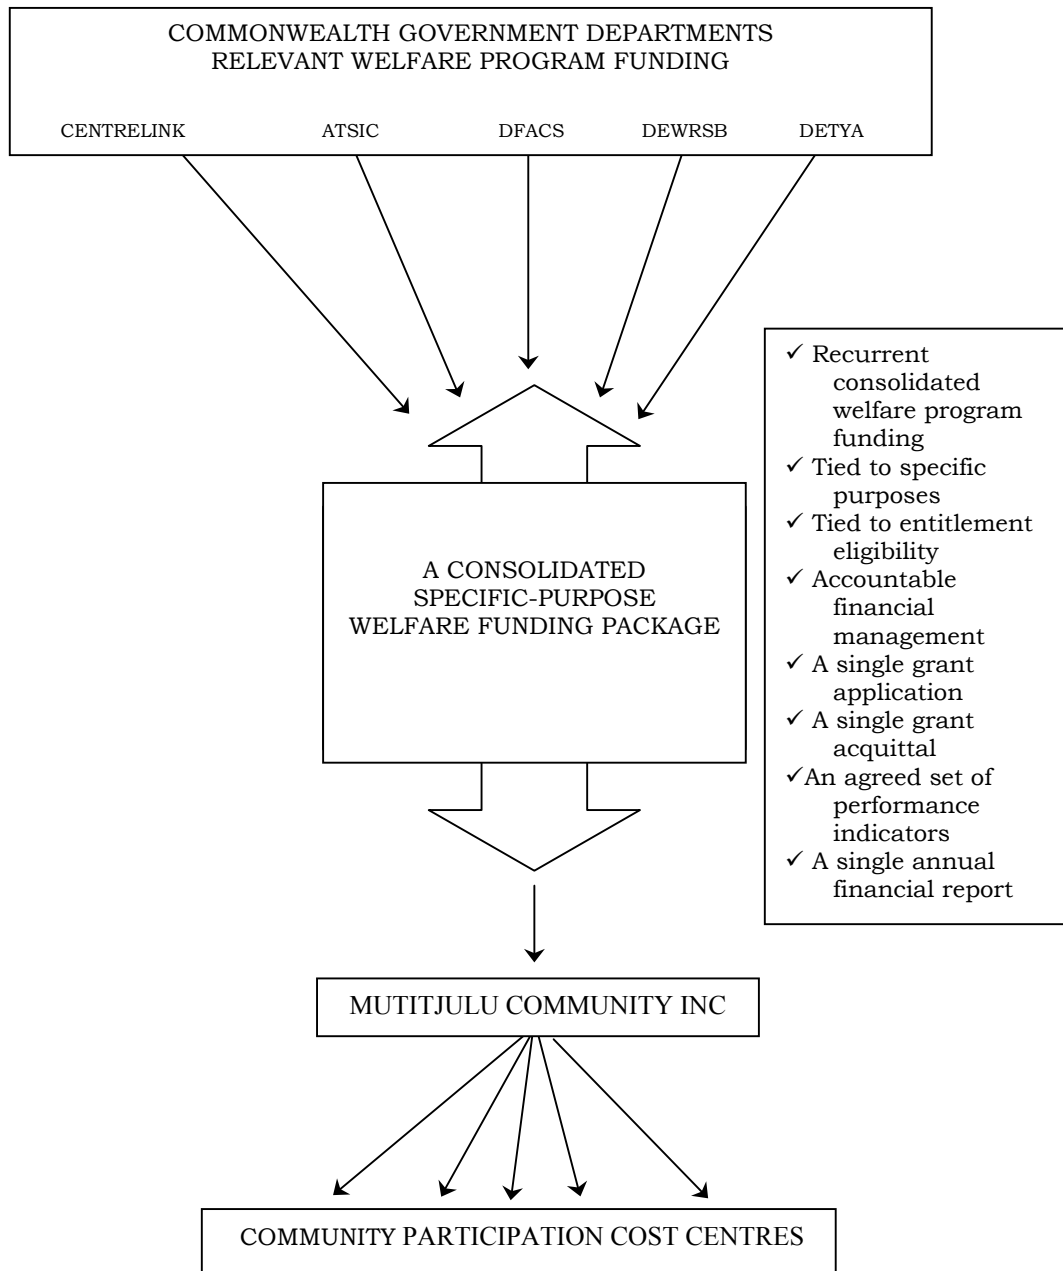 COMMONWEALTH GOVERNMENT DEPARTMENTS
RELEVANT WELFARE PROGRAM FUNDING
CENTRELINK ATSIC DFACS DEWRSB DETYA
✓ Recurrent
consolidated
welfare program
funding
✓ Tied to specific
purposes
✓ Tied to entitlement
eligibility
✓ Accountable
financial
management
✓ A single grant
application
✓ A single grant
acquittal
✓An agreed set of
performance
indicators
✓ A single annual
financial report
A CONSOLIDATED
SPECIFIC-PURPOSE
WELFARE FUNDING PACKAGE
MUTITJULU COMMUNITY INC
COMMUNITY PARTICIPATION COST CENTRES